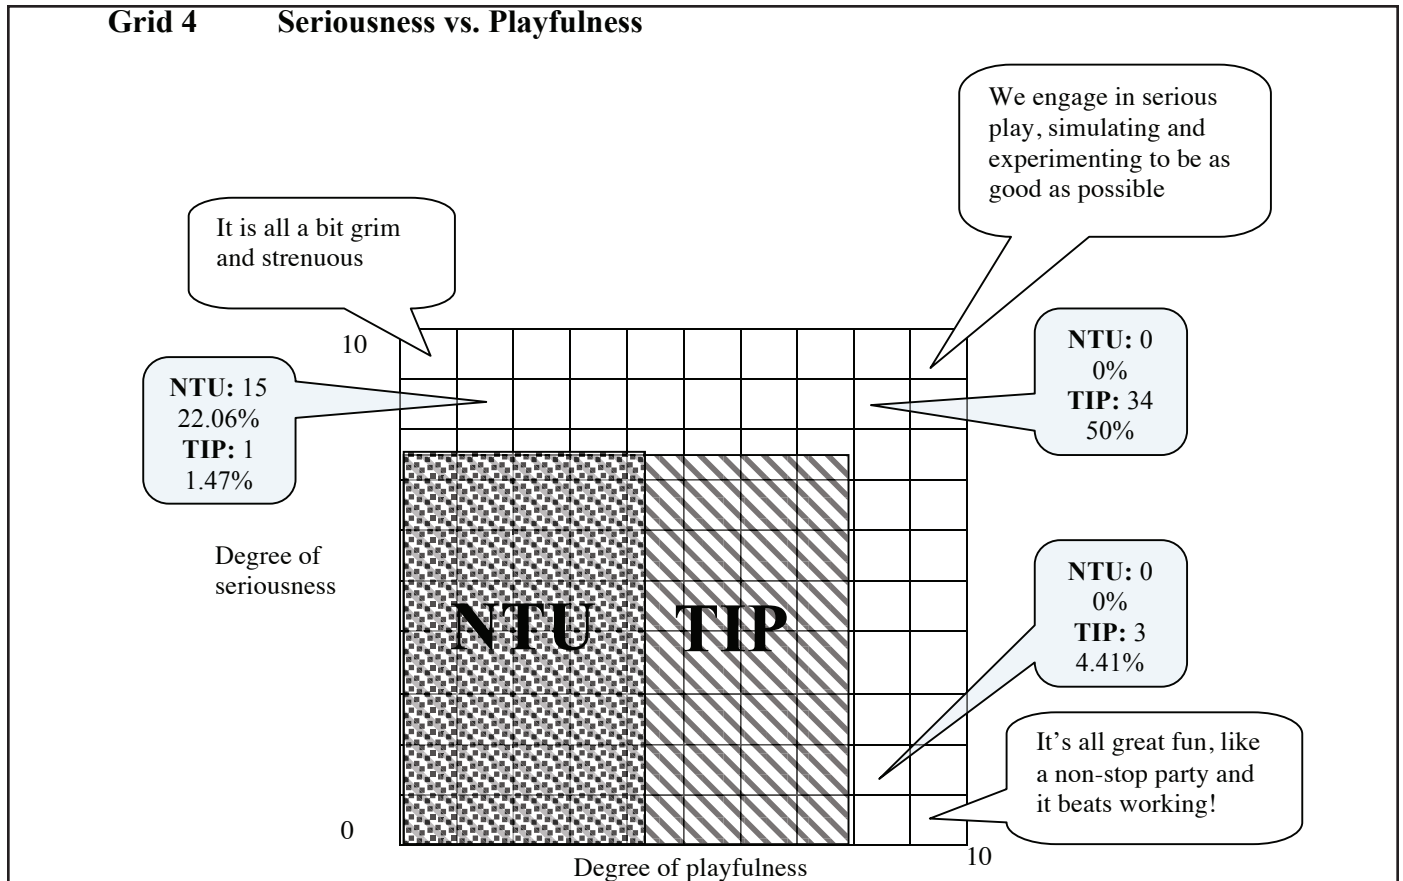 Grid 4 Seriousness vs. Playfulness
We engage in serious
play, simulating and
experimenting to be as
good as possible
It is all a bit grim
and strenuous
10
NTU: 15
22.06%
TIP: 1
1.47%
NTU: 0
0%
TIP: 34
50%
Degree of
seriousness
NTU TIP
NTU: 0
0%
TIP: 3
4.41%
It's all great fun, like
a non-stop party and
it beats working!
0
10
Degree of playfulness